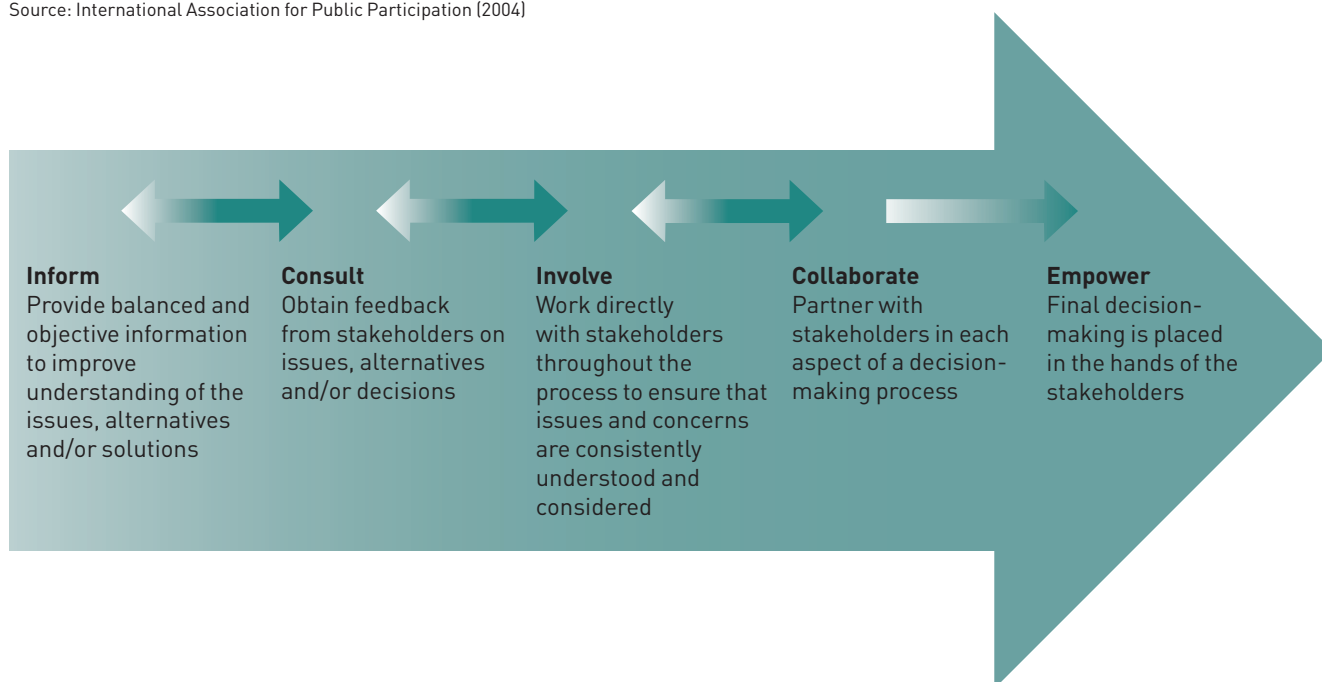 Source: International Association for Public Participation (2004)
Inform
Provide balanced and
objective information
to improve
understanding of the
issues, alternatives
and/or solutions
Consult
Obtain feedback
from stakeholders on
issues, alternatives
and/or decisions
Involve
Work directly
with stakeholders
throughout the
process to ensure that
issues and concerns
are consistently
understood and
considered
Collaborate
Partner with
stakeholders in each
aspect of a decision-
making process
Empower
Final decision-
making is placed
in the hands of the
stakeholders